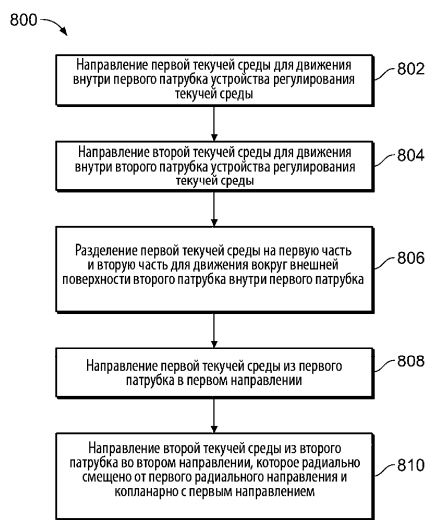 800
Направление первой текучей среды для движения
внутри первого патрубка устройства регулирования
текучей среды
802
Направление второй текучей среды для движения
внутри второго патрубка устройства регулирования
текучей среды
804
Разделение первой текучей среды на первую часть
и вторую часть для движения вокруг внешней
поверхности второго патрубка внутри первого патрубка
806
Направление первой текучей среды из первого
патрубка в первом направлении
808
Направление второй текучей среды из второго
патрубка во втором направлении, которое радиально
смещено от первого радиального направления и
копланарно с первым направлением
810